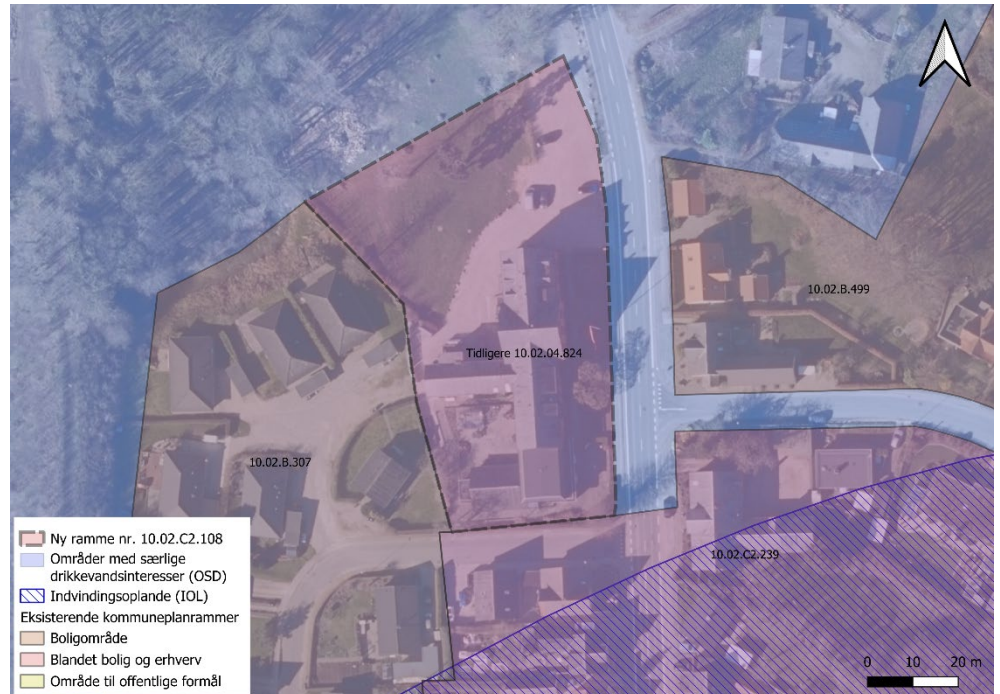 10.02.B.499
Tidligere 10.02.04.824
10.02.B.307
10.02.C2.239
Ny ramme nr. 10.02.C2.108
Områder med særlige
drikkevandsinteresser (OSD)
Indvindingsoplande (IOL)
Eksisterende kommuneplanrammer
Boligområde
Blandet bolig og erhverv
Område til offentlige formål
0 10 20 m